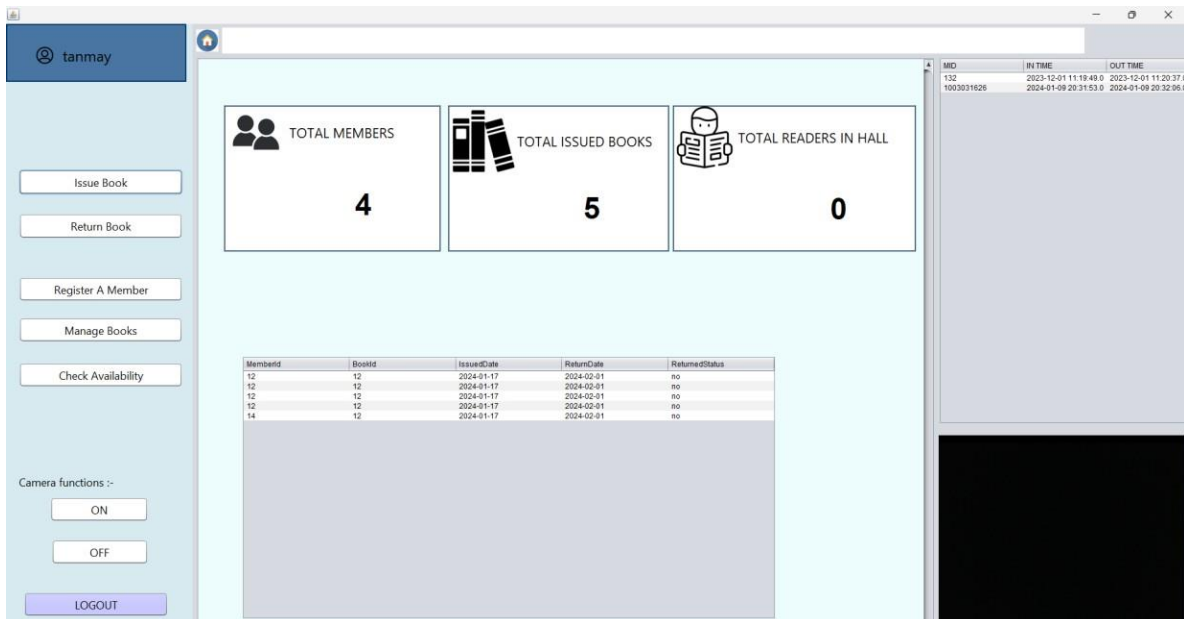 tanmay
Issue Book
Return Book
Register A Member
Manage Books
Check Availability
Camera functions :-
ON
OFF
LOGOUT
TOTAL MEMBERS
4
TOTAL ISSUED BOOKS
5
TOTAL READERS IN HALL
0
MemberId BookId IssuedDate ReturnDate ReturnedStatus
12 12 2024-01-17 2024-02-01 no
12 12 2024-01-17 2024-02-01 no
12 12 2024-01-17 2024-02-01 no
12 12 2024-01-17 2024-02-01 no
14 12 2024-01-17 2024-02-01 no
MID IN TIME OUT TIME
132 2023-12-01 11:19:49.0 2023-12-01 11:20:37.
1003031626 2024-01-09 20:31:53.0 2024-01-09 20:32:06.